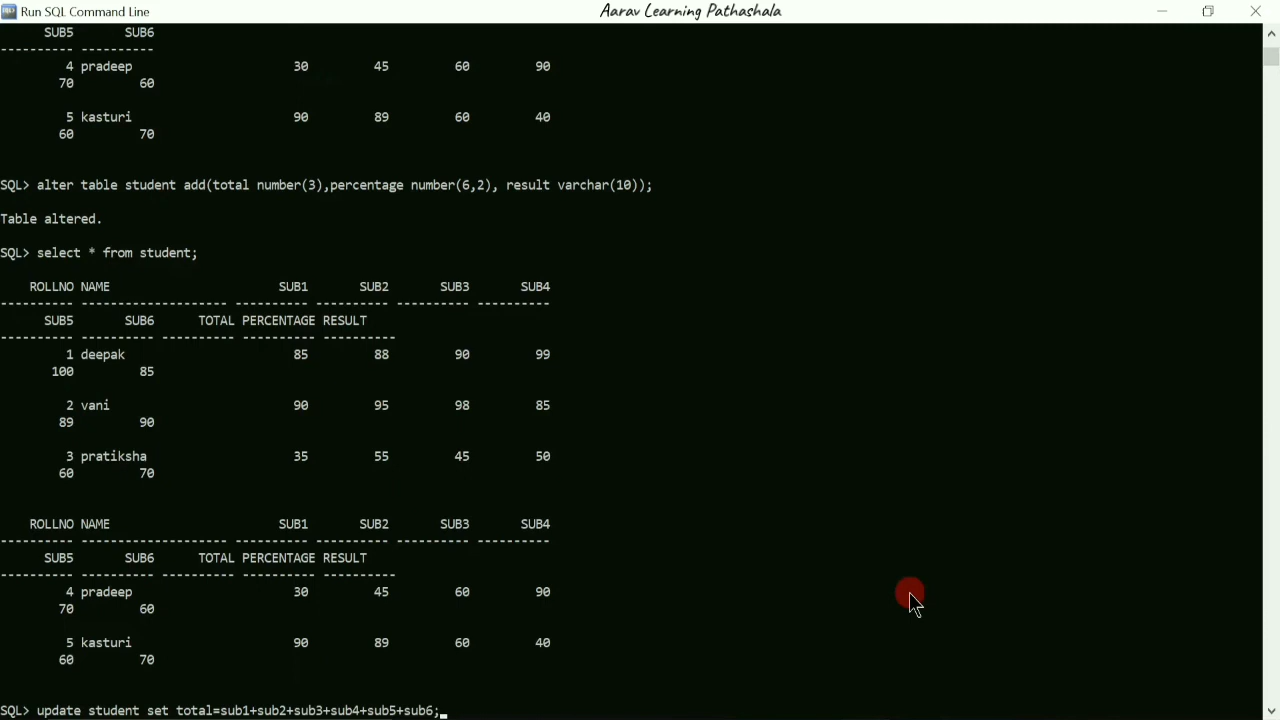 Run SQL Command Line
Aarav Learning Pathashala
SUB5 SUB6
---------- ----------
4 pradeep 30 45 60 90
70 60
5 kasturi 90 89 60 40
60 70
SQL> alter table student add(total number(3),percentage number(6,2), result varchar(10));
Table altered.
SQL> select * from student;
ROLLNO NAME SUB1 SUB2 SUB3 SUB4
---------- -------------------- ---------- ---------- ---------- ----------
SUB5 SUB6 TOTAL PERCENTAGE RESULT
---------- ---------- ---------- ---------- ----------
1 deepak 85 88 90 99
100 85
2 vani 90 95 98 85
89 90
3 pratiksha 35 55 45 50
60 70
ROLLNO NAME SUB1 SUB2 SUB3 SUB4
---------- -------------------- ---------- ---------- ---------- ----------
SUB5 SUB6 TOTAL PERCENTAGE RESULT
---------- ---------- ---------- ---------- ----------
4 pradeep 30 45 60 90
70 60
5 kasturi 90 89 60 40
60 70
SQL> update student set total=sub1+sub2+sub3+sub4+sub5+sub6;